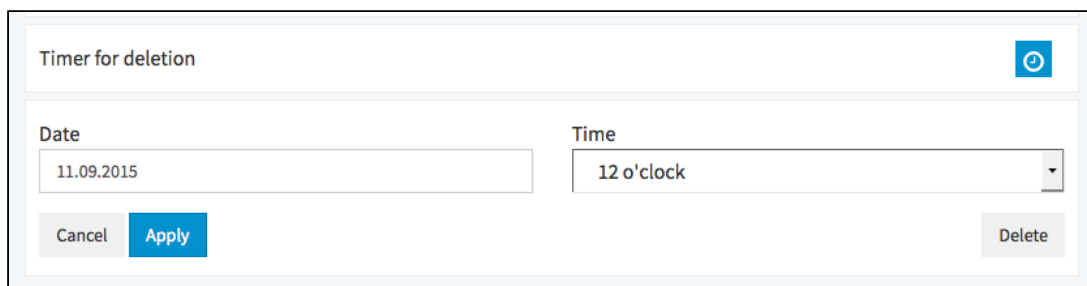 Timer for deletion
Date
Time
11.09.2015
12 o'clock
Cancel
Apply
Delete